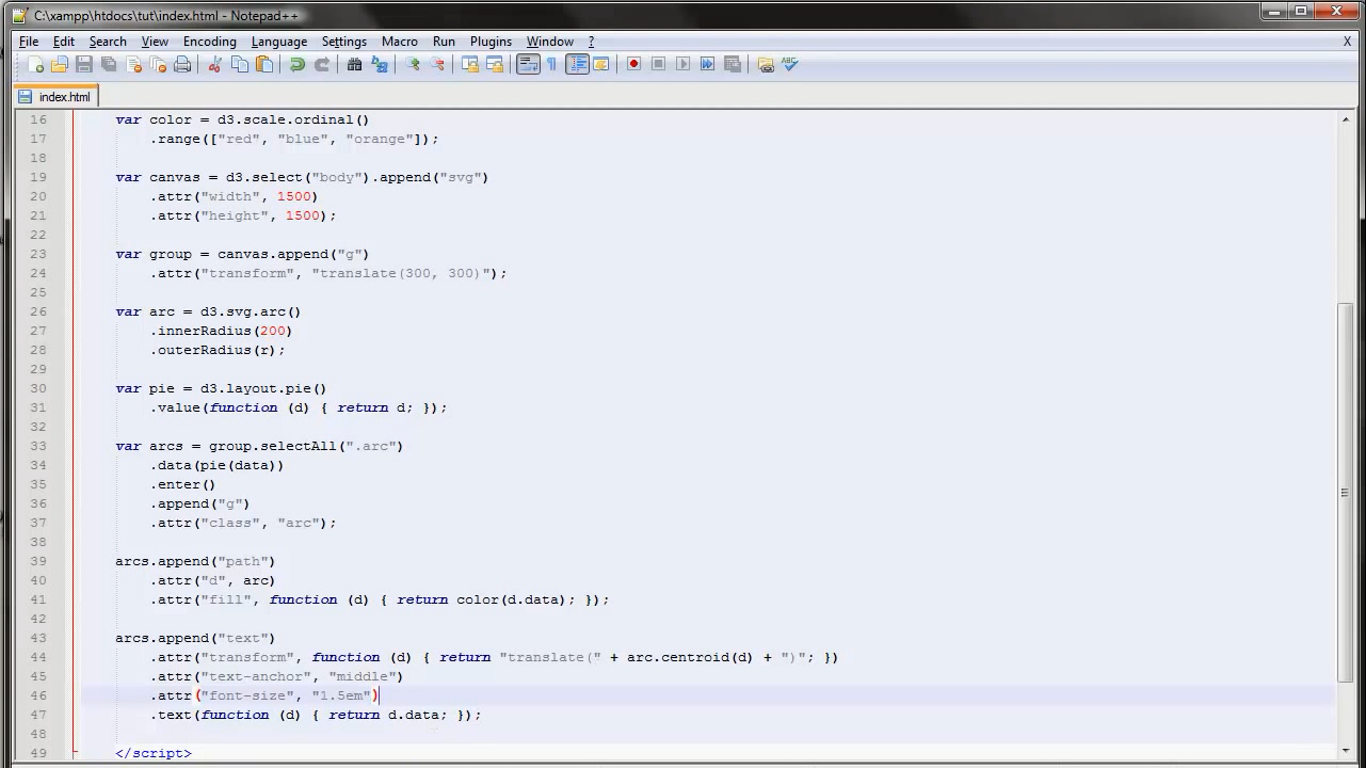 C:\xampp\htdocs\tut\index.html - Notepad++
File Edit Search View Encoding Language Settings Macro Run Plugins Window ? X
index.html
16 var color = d3.scale.ordinal()
17 .range(["red", "blue", "orange"]);
18
19 var canvas = d3.select("body").append("svg")
20 .attr("width", 1500)
21 .attr("height", 1500);
22
23 var group = canvas.append("g")
24 .attr("transform", "translate(300, 300)");
25
26 var arc = d3.svg.arc()
27 .innerRadius(200)
28 .outerRadius(r);
29
30 var pie = d3.layout.pie()
31 .value(function (d) { return d; });
32
33 var arcs = group.selectAll(".arc")
34 .data(pie(data))
35 .enter()
36 .append("g")
37 .attr("class", "arc");
38
39 arcs.append("path")
40 .attr("d", arc)
41 .attr("fill", function (d) { return color(d.data); });
42
43 arcs.append("text")
44 .attr("transform", function (d) { return "translate(" + arc.centroid(d) + ")"; })
45 .attr("text-anchor", "middle")
46 .attr("font-size", "1.5em")
47 .text(function (d) { return d.data; });
48
49 </script>